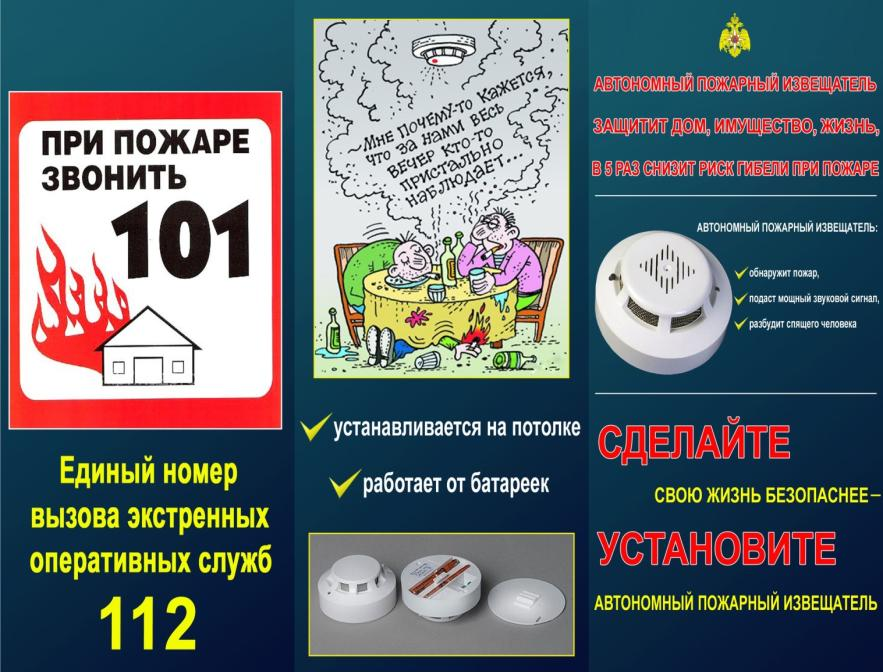 ПРИ ПОЖАРЕ
ЗВОНИТЬ
101
Единый номер
вызова экстренных
оперативных служб
112
-Мне почему-то кажется,
что за нами весь
вечер кто-то
пристально
наблюдает...
устанавливается на потолке
работает от батареек
АВТОНОМНЫЙ ПОЖАРНЫЙ ИЗВЕЩАТЕЛЬ
ЗАЩИТИТ ДОМ, ИМУЩЕСТВО, ЖИЗНЬ,
В 5 РАЗ СНИЗИТ РИСК ГИБЕЛИ ПРИ ПОЖАРЕ
АВТОНОМНЫЙ ПОЖАРНЫЙ ИЗВЕЩАТЕЛЬ:
обнаружит пожар,
подаст мощный звуковой сигнал,
разбудит спящего человека
СДЕЛАЙТЕ
СВОЮ ЖИЗНЬ БЕЗОПАСНЕЕ–
УСТАНОВИТЕ
АВТОНОМНЫЙ ПОЖАРНЫЙ ИЗВЕЩАТЕЛЬ